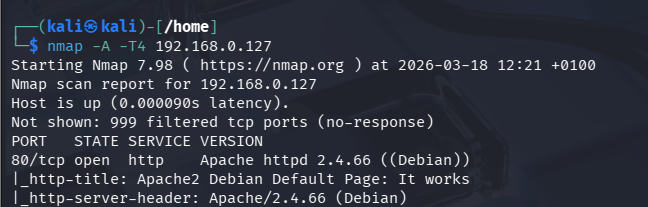 ┌──(kali㉿kali)-[/home]
└─$ nmap -A -T4 192.168.0.127
Starting Nmap 7.98 ( https://nmap.org ) at 2026-03-18 12:21 +0100
Nmap scan report for 192.168.0.127
Host is up (0.000090s latency).
Not shown: 999 filtered tcp ports (no-response)
PORT   STATE SERVICE VERSION
80/tcp open  http    Apache httpd 2.4.66 ((Debian))
|_http-title: Apache2 Debian Default Page: It works
|_http-server-header: Apache/2.4.66 (Debian)